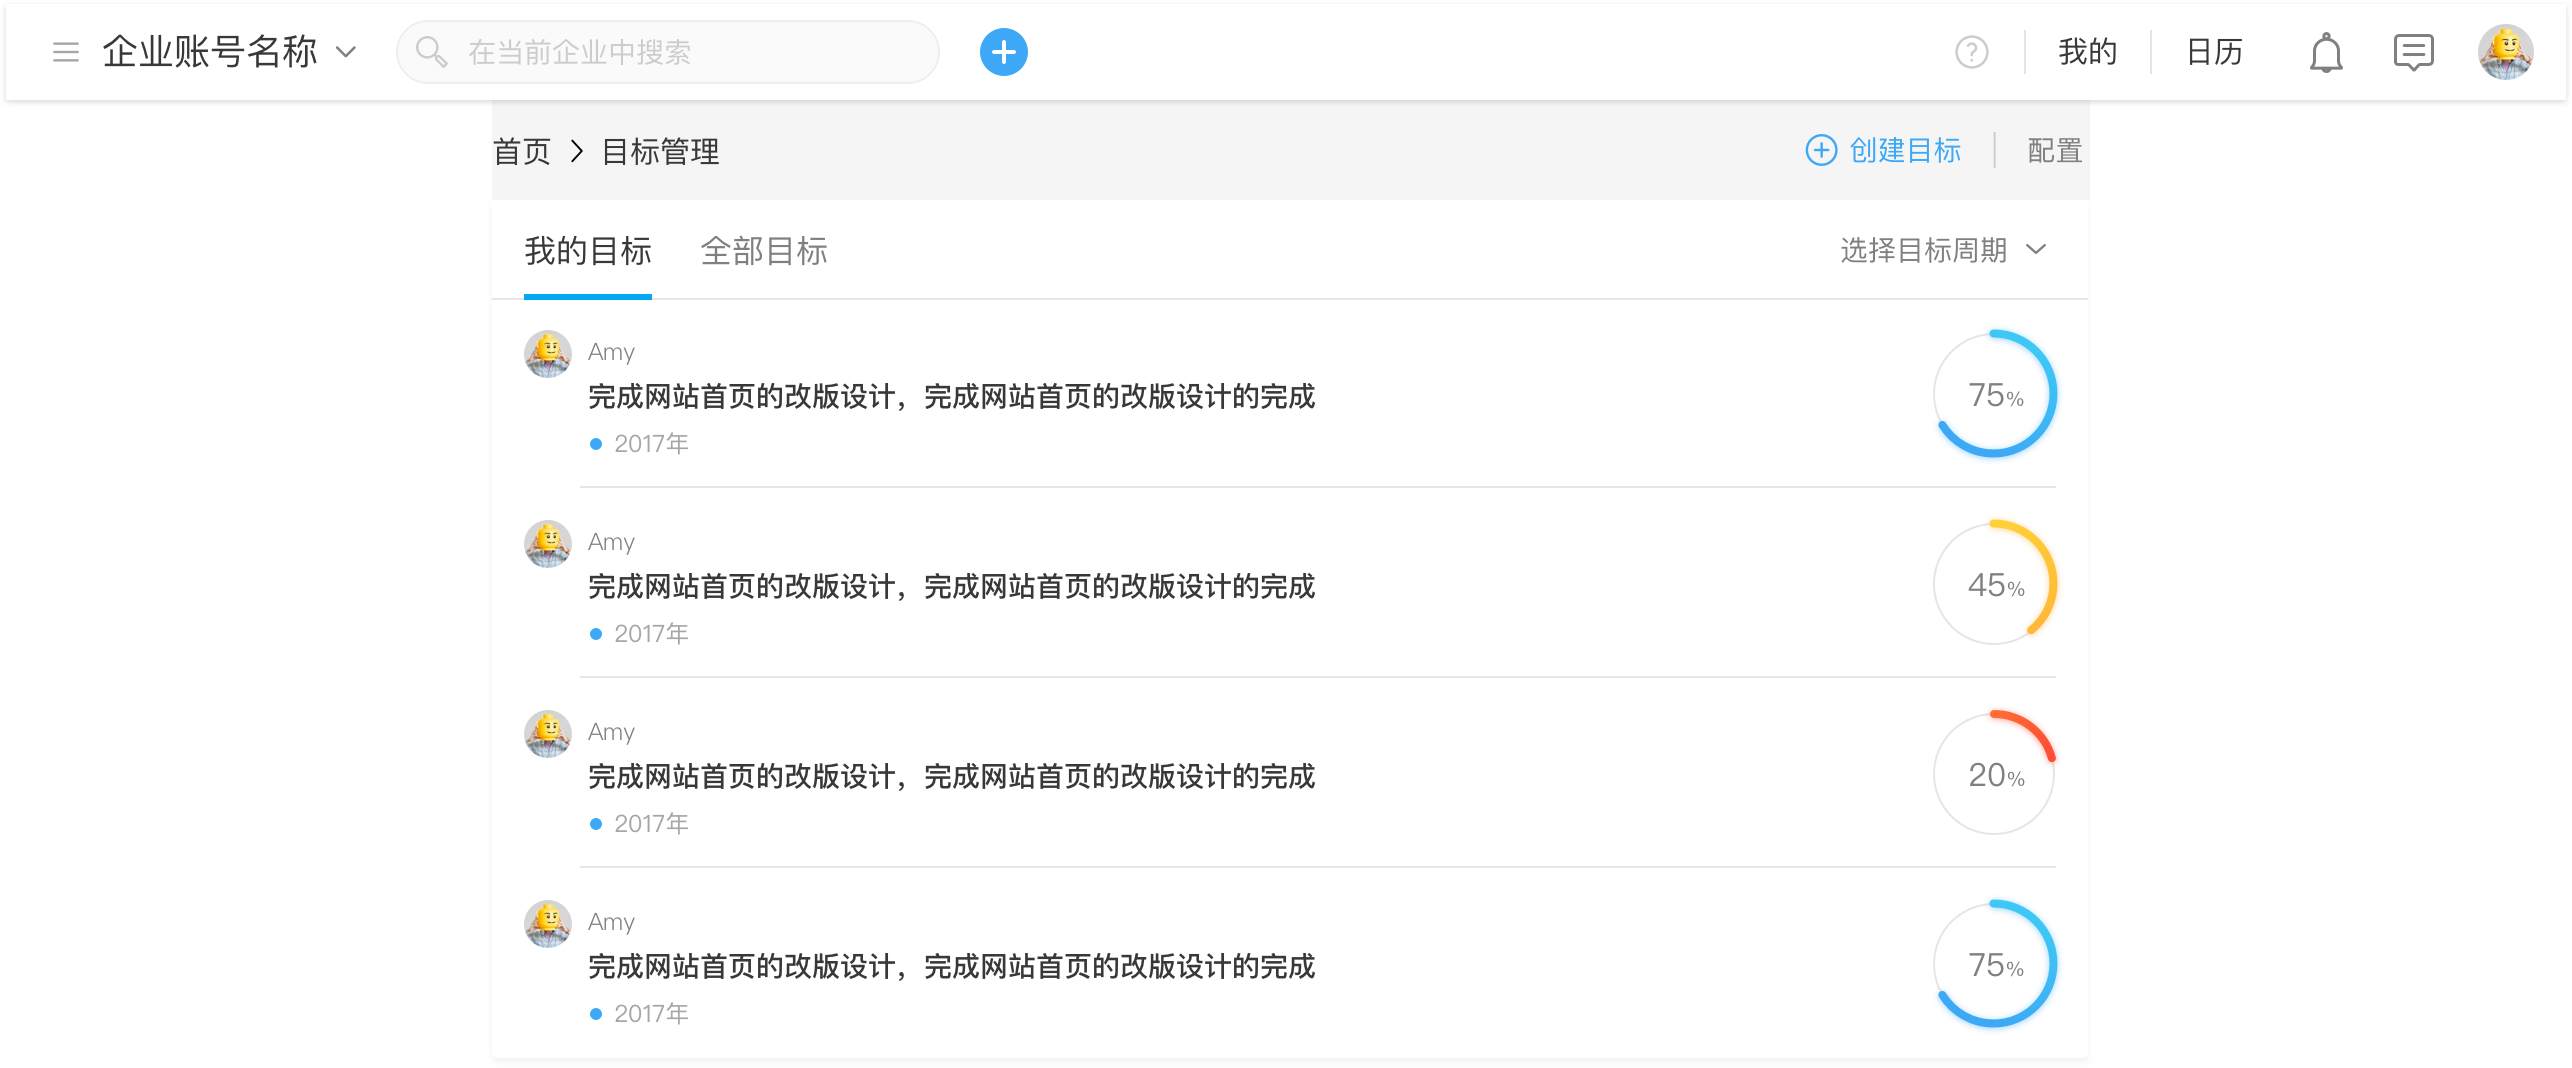 企业账号名称 在当前企业中搜索 我的 日历
首页 > 目标管理 创建目标 配置
我的目标 全部目标 选择目标周期
Amy
完成网站首页的改版设计，完成网站首页的改版设计的完成
2017年
75%
Amy
完成网站首页的改版设计，完成网站首页的改版设计的完成
2017年
45%
Amy
完成网站首页的改版设计，完成网站首页的改版设计的完成
2017年
20%
Amy
完成网站首页的改版设计，完成网站首页的改版设计的完成
2017年
75%